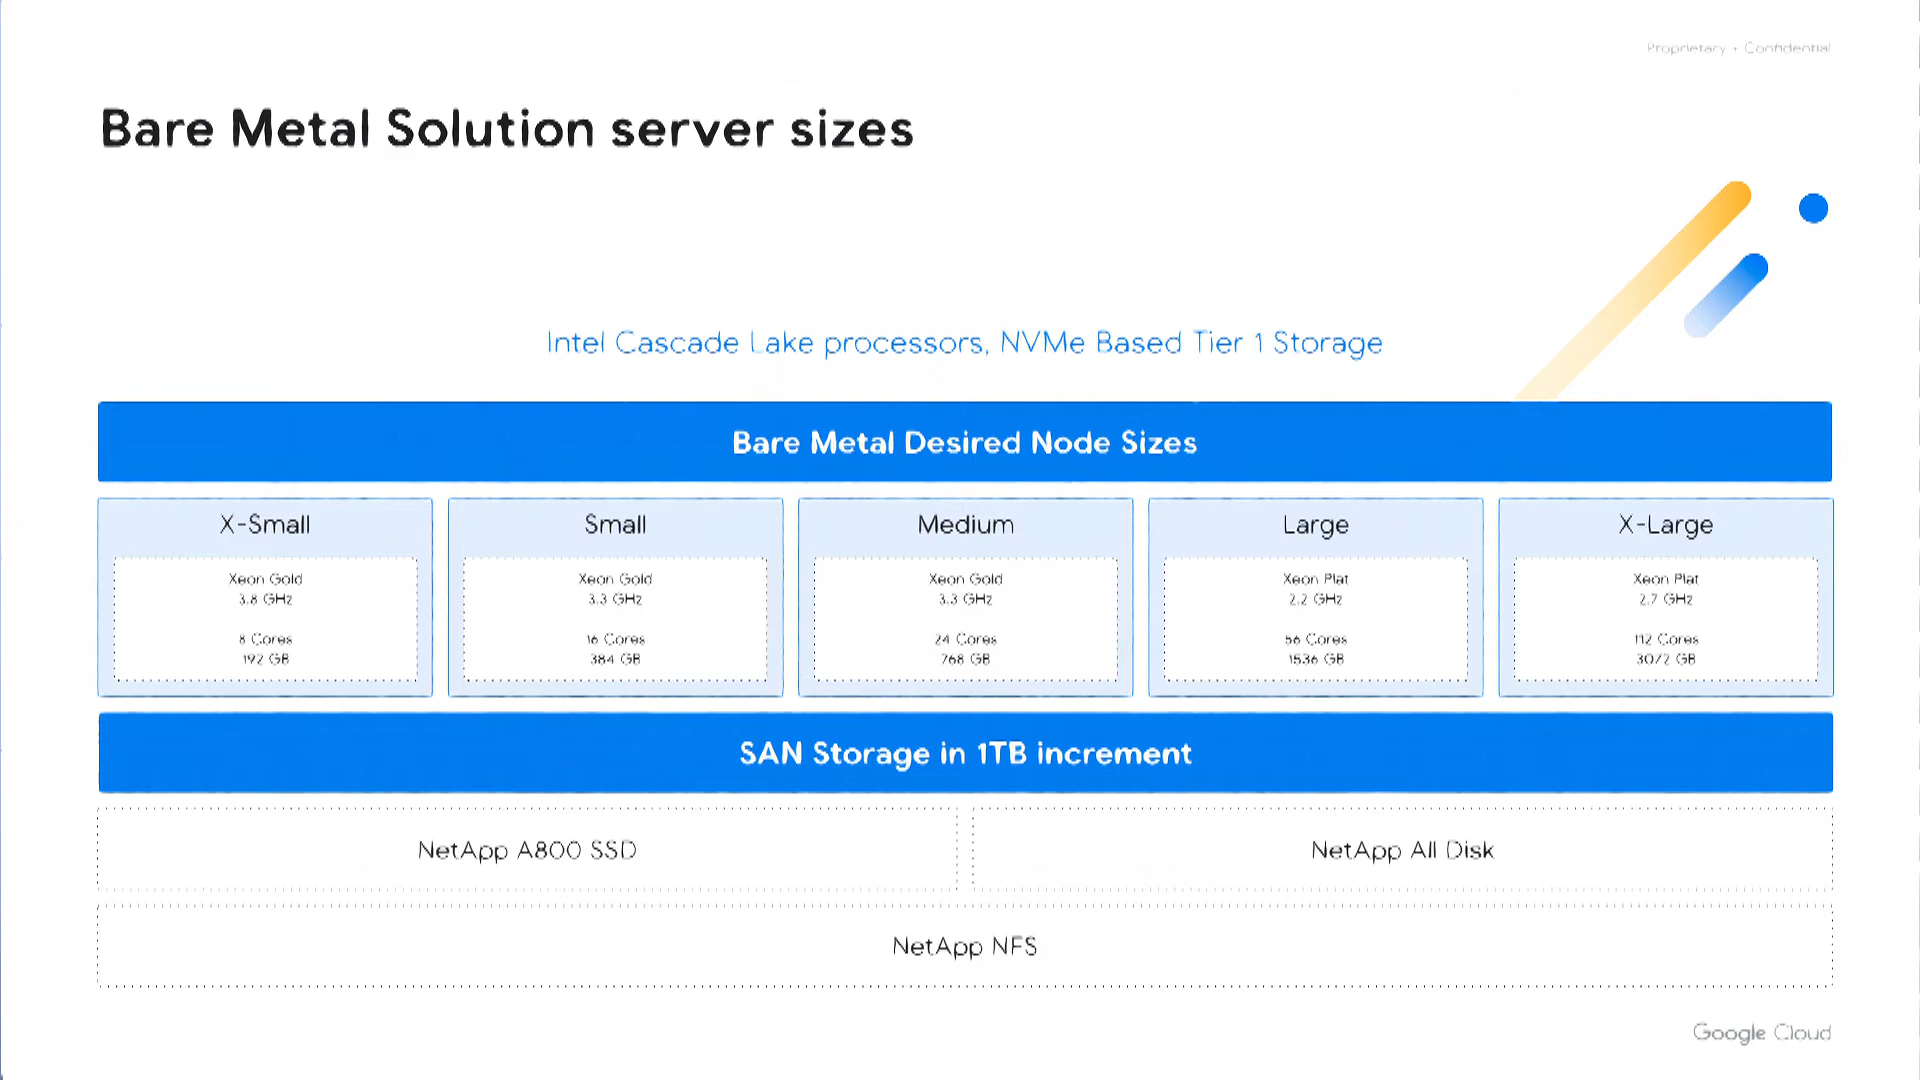 Proprietary + Confidential
Bare Metal Solution server sizes
Intel Cascade Lake processors, NVMe Based Tier 1 Storage
Bare Metal Desired Node Sizes
X-Small
Xeon Gold
3.8 GHz
8 Cores
192 GB
Small
Xeon Gold
3.3 GHz
16 Cores
384 GB
Medium
Xeon Gold
3.3 GHz
24 Cores
768 GB
Large
Xeon Plat
2.2 GHz
56 Cores
1536 GB
X-Large
Xeon Plat
2.7 GHz
112 Cores
3072 GB
SAN Storage in 1TB increment
NetApp A800 SSD
NetApp All Disk
NetApp NFS
Google Cloud